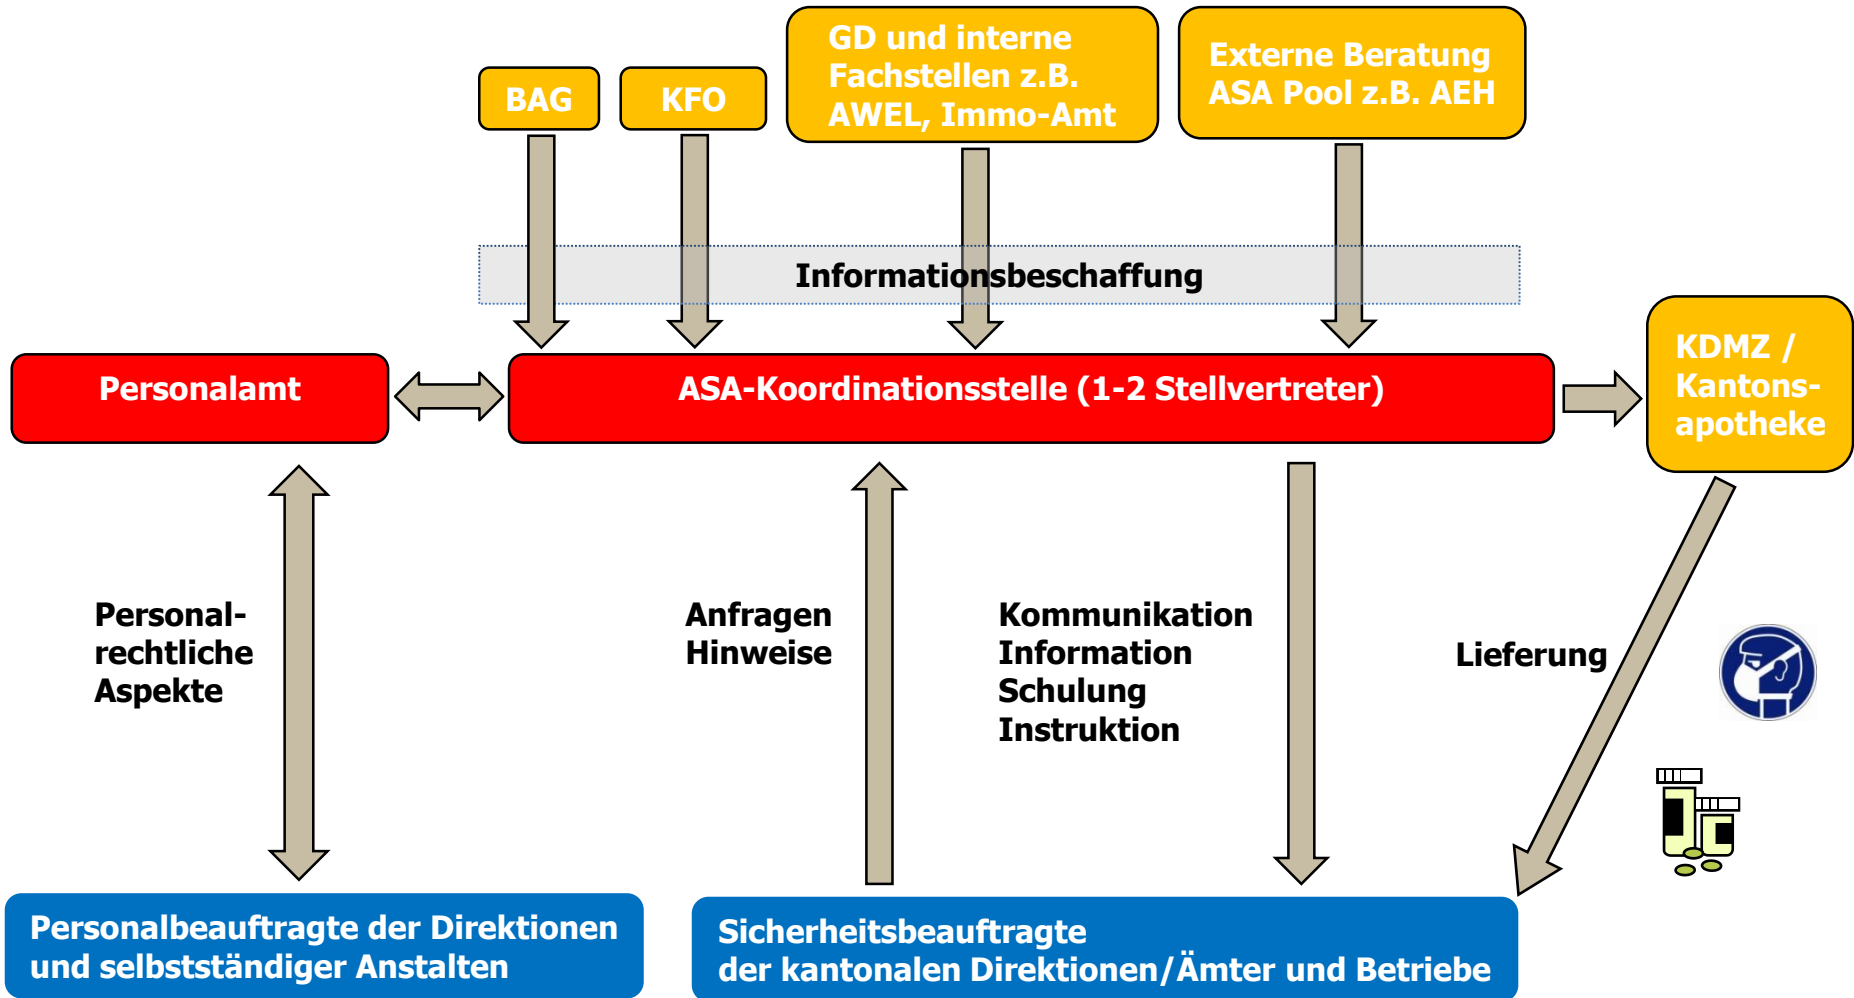 BAG
KFO
GD und interne
Fachstellen z.B.
AWEL, Immo-Amt
Externe Beratung
ASA Pool z.B. AEH
Informationsbeschaffung
Personalamt
ASA-Koordinationsstelle (1-2 Stellvertreter)
KDMZ /
Kantons-
apotheke
Personal-
rechtliche
Aspekte
Anfragen
Hinweise
Kommunikation
Information
Schulung
Instruktion
Lieferung
Personalbeauftragte der Direktionen
und selbstständiger Anstalten
Sicherheitsbeauftragte
der kantonalen Direktionen/Ämter und Betriebe